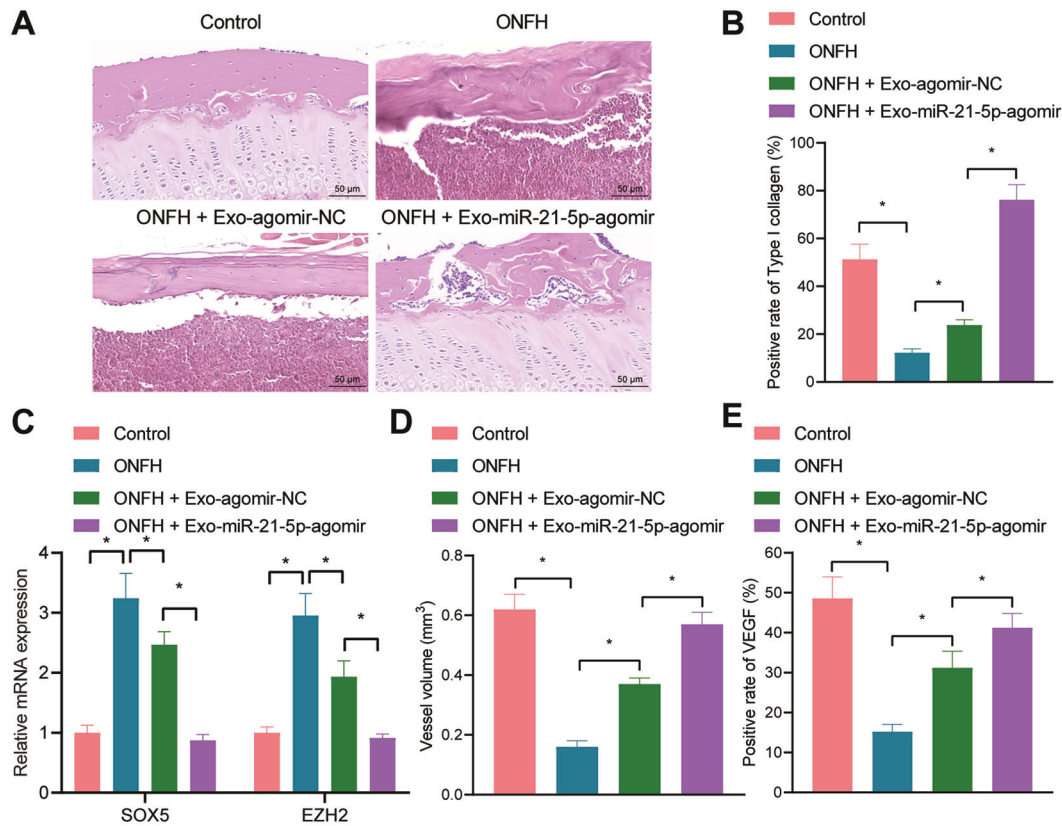 A
Control
ONFH
50 μm
50 μm
ONFH + Exo-agomir-NC
ONFH + Exo-miR-21-5p-agomir
50 μm
50 μm
B
Control
ONFH
ONFH + Exo-agomir-NC
ONFH + Exo-miR-21-5p-agomir
Positive rate of Type I collagen (%)
100
80
60
40
20
0
*
*
*
C
Control
ONFH
ONFH + Exo-agomir-NC
ONFH + Exo-miR-21-5p-agomir
Relative mRNA expression
4
3
2
1
0
*
*
*
*
*
*
SOX5
EZH2
D
Control
ONFH
ONFH + Exo-agomir-NC
ONFH + Exo-miR-21-5p-agomir
Vessel volume (mm³)
0.8
0.6
0.4
0.2
0.0
*
*
*
E
Control
ONFH
ONFH + Exo-agomir-NC
ONFH + Exo-miR-21-5p-agomir
Positive rate of VEGF (%)
60
50
40
30
20
10
0
*
*
*